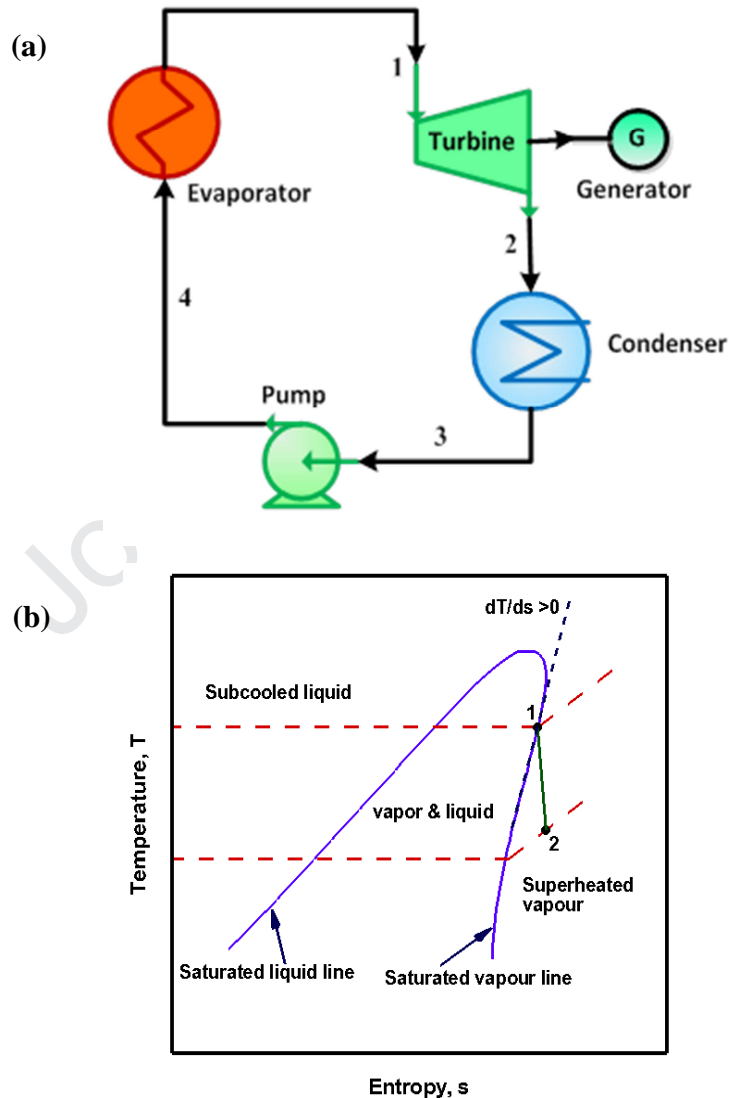 (a)
1
Turbine
G
Evaporator
Generator
2
4
Condenser
Pump
3
Jo
(b)
dT/ds >0
Subcooled liquid
1
vapor & liquid
2
Superheated
vapour
Saturated liquid line
Saturated vapour line
Temperature, T
Entropy, s